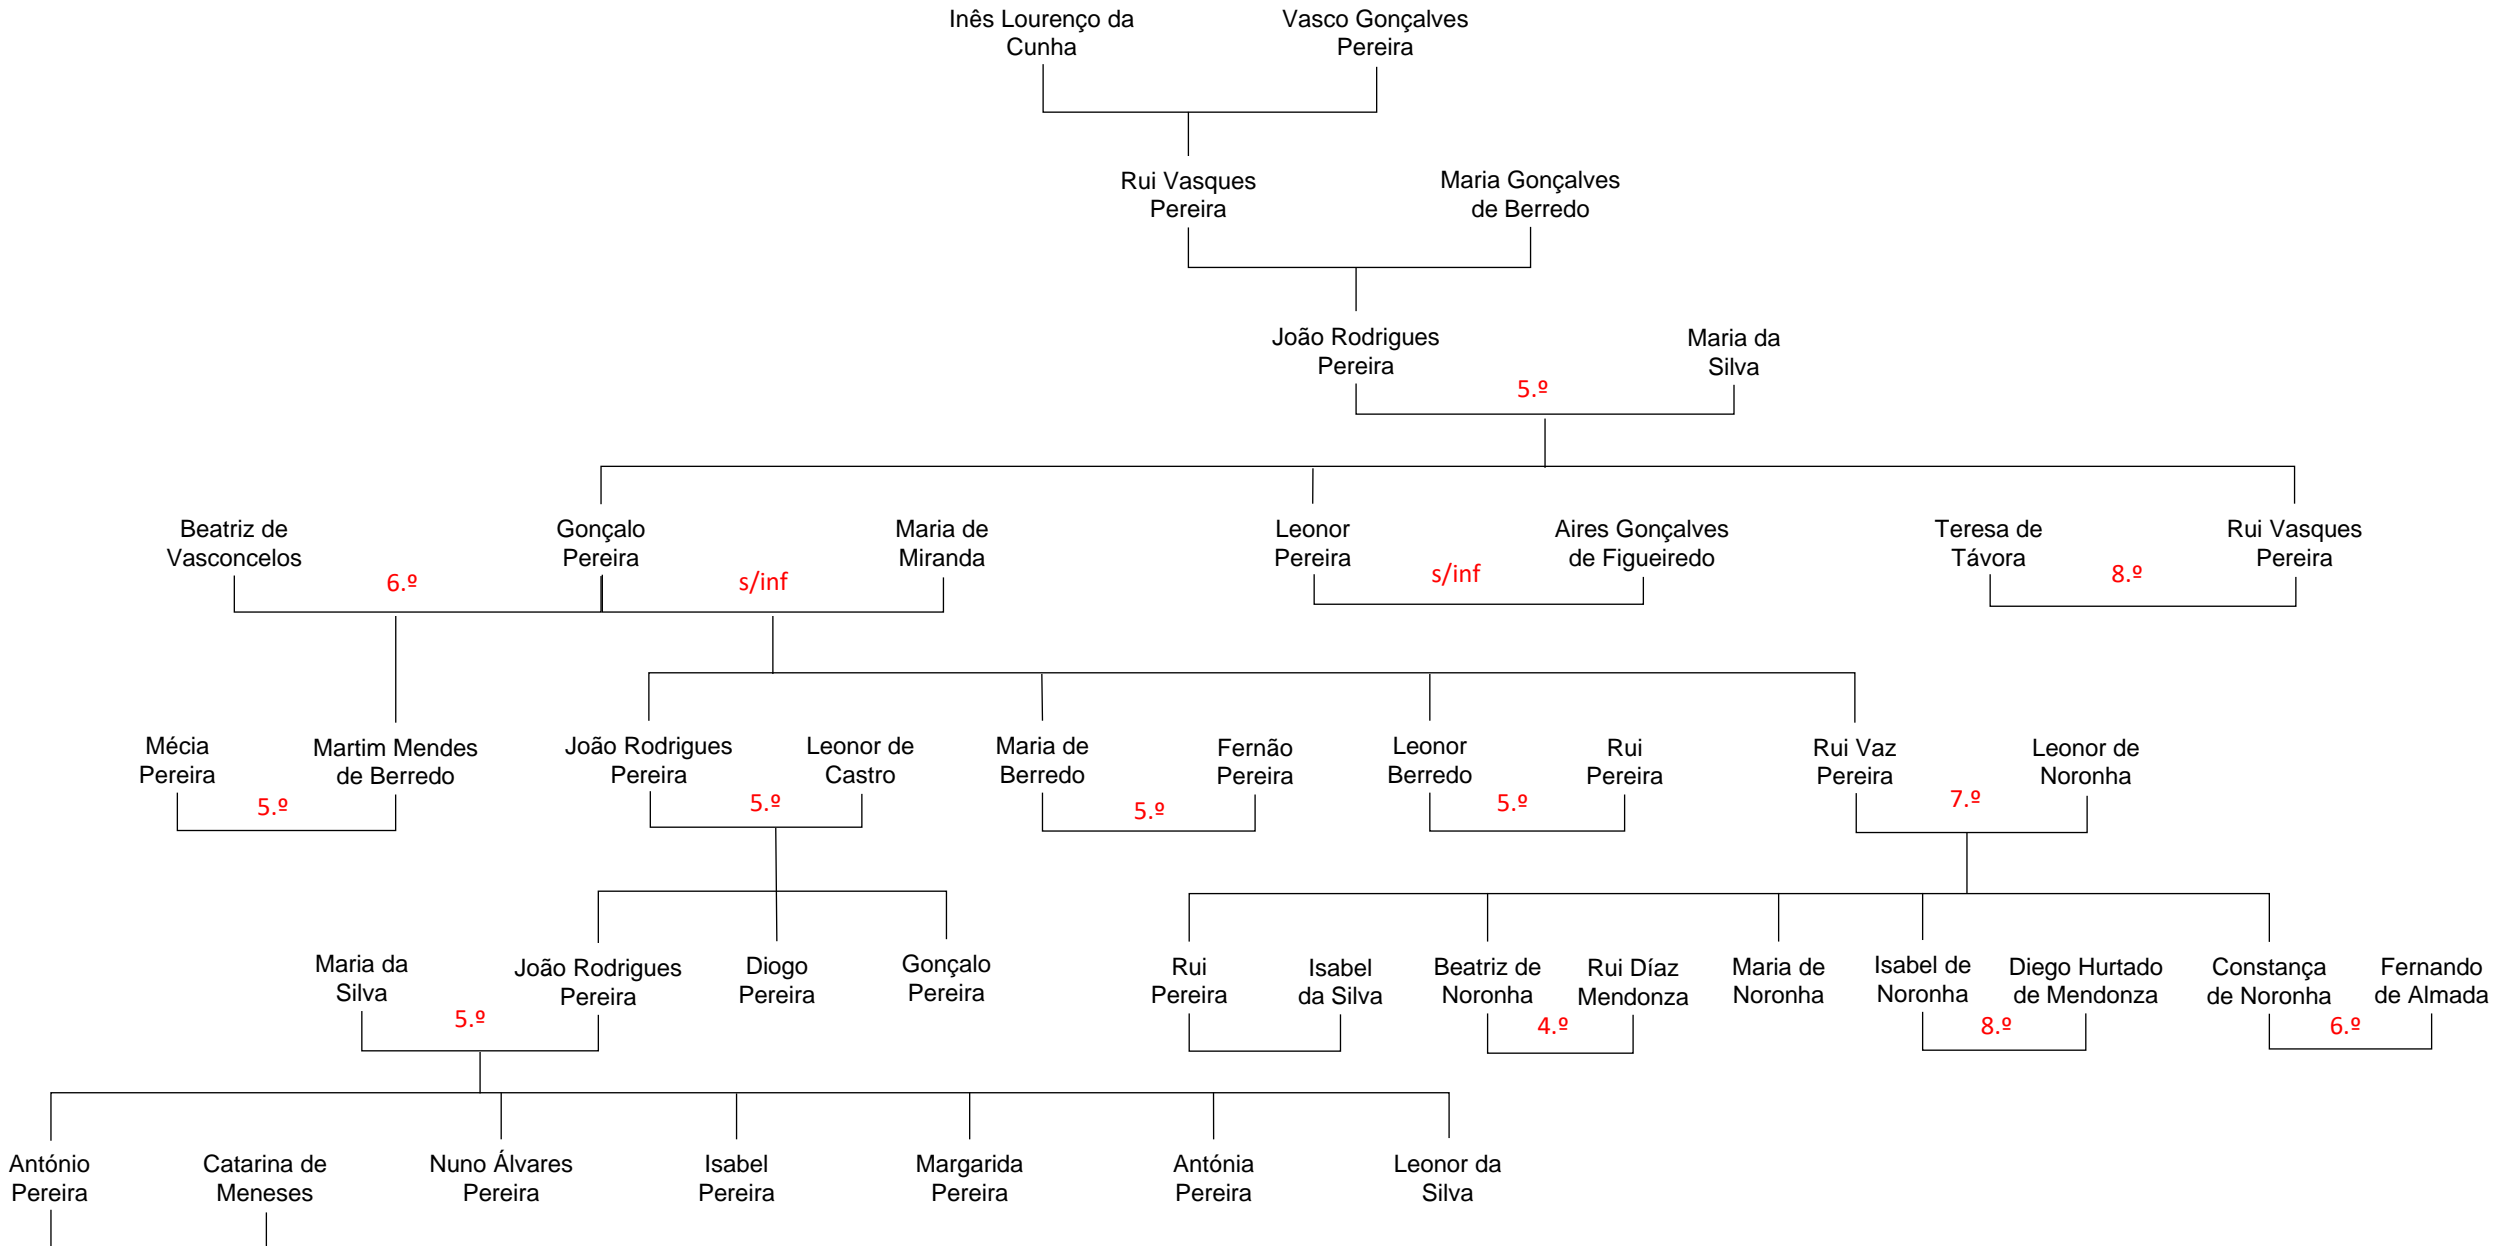 Inês Lourenço da
Cunha
Vasco Gonçalves
Pereira
Rui Vasques
Pereira
Maria Gonçalves
de Berredo
João Rodrigues
Pereira
Maria da
Silva
5.º
Beatriz de
Vasconcelos
Gonçalo
Pereira
Maria de
Miranda
Leonor
Pereira
Aires Gonçalves
de Figueiredo
Teresa de
Távora
Rui Vasques
Pereira
6.º
s/inf
s/inf
8.º
Mécia
Pereira
Martim Mendes
de Berredo
João Rodrigues
Pereira
Leonor de
Castro
Maria de
Berredo
Fernão
Pereira
Leonor
Berredo
Rui
Pereira
Rui Vaz
Pereira
Leonor de
Noronha
5.º
5.º
5.º
5.º
7.º
Maria da
Silva
João Rodrigues
Pereira
Diogo
Pereira
Gonçalo
Pereira
Rui
Pereira
Isabel
da Silva
Beatriz de
Noronha
Rui Díaz
Mendonza
Maria de
Noronha
Isabel de
Noronha
Diego Hurtado
de Mendonza
Constança
de Noronha
Fernando
de Almada
5.º
4.º
8.º
6.º
António
Pereira
Catarina de
Meneses
Nuno Álvares
Pereira
Isabel
Pereira
Margarida
Pereira
Antónia
Pereira
Leonor da
Silva